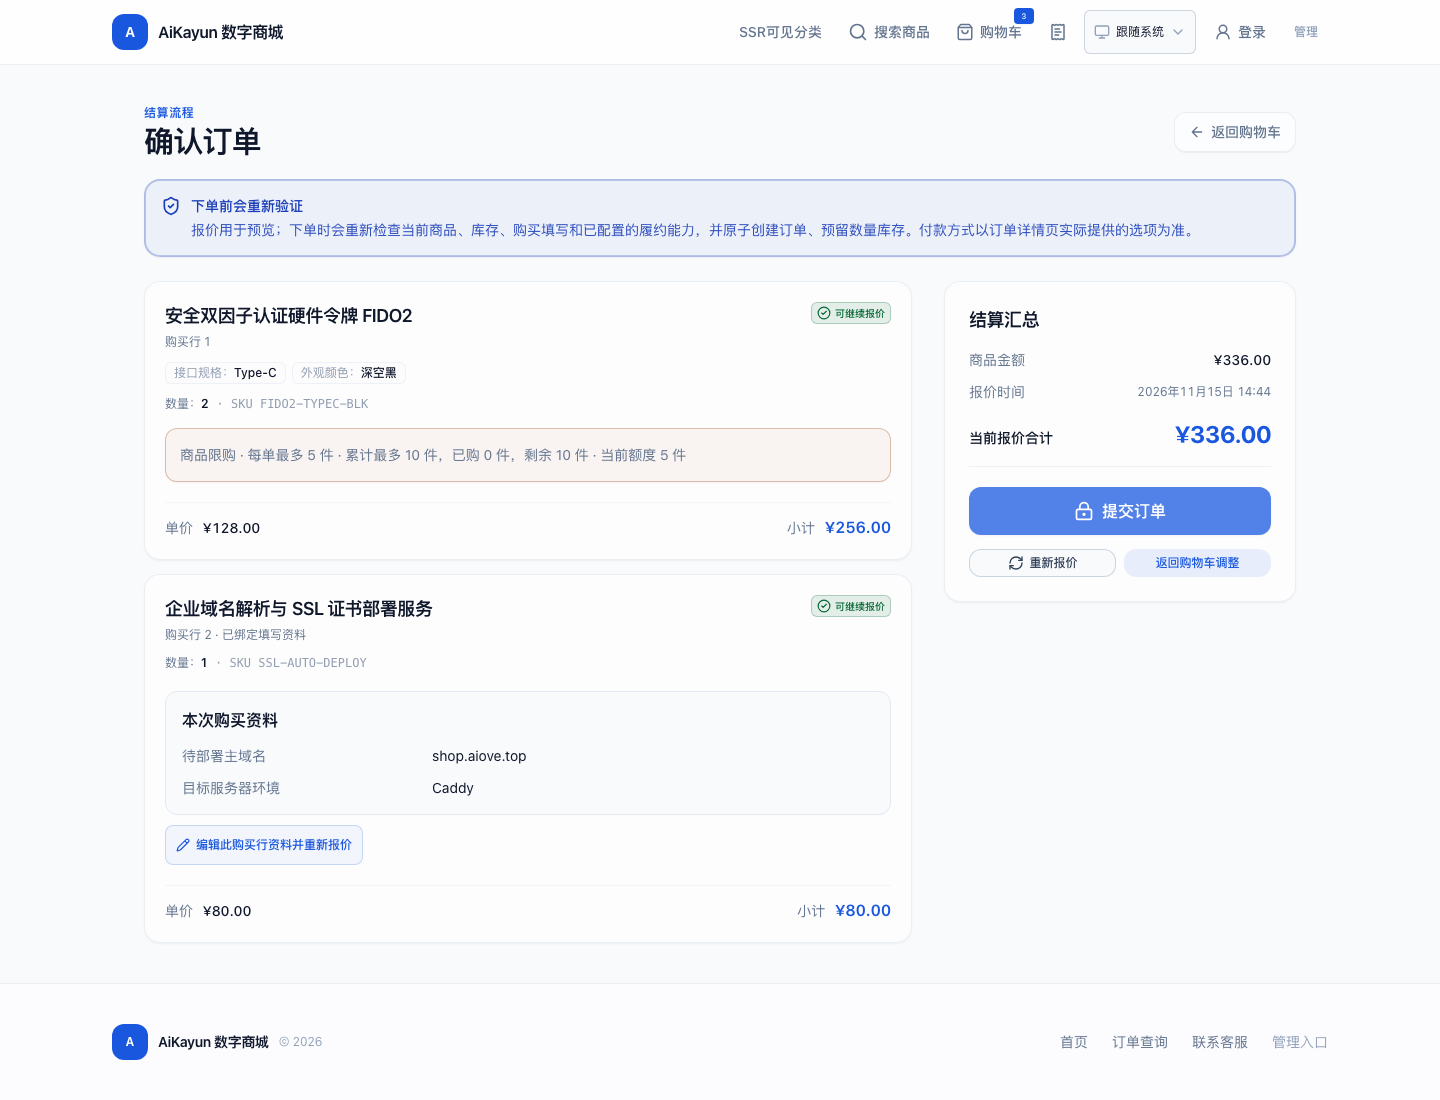 A AiKayun 数字商城 SSR可见分类 搜索商品 购物车 3 跟随系统 登录 管理
结算流程
确认订单
返回购物车
下单前会重新验证
报价用于预览；下单时会重新检查当前商品、库存、购买填写和已配置的履约能力，并原子创建订单、预留数量库存。付款方式以订单详情页实际提供的选项为准。
安全双因子认证硬件令牌 FIDO2
可继续报价
购买行 1
接口规格：Type-C 外观颜色：深空黑
数量：2 · SKU FIDO2-TYPEC-BLK
商品限购 · 每单最多 5 件 · 累计最多 10 件，已购 0 件，剩余 10 件 · 当前额度 5 件
单价 ¥128.00 小计 ¥256.00
企业域名解析与 SSL 证书部署服务
可继续报价
购买行 2 · 已绑定填写资料
数量：1 · SKU SSL-AUTO-DEPLOY
本次购买资料
待部署主域名 shop.aiove.top
目标服务器环境 Caddy
编辑此购买行资料并重新报价
单价 ¥80.00 小计 ¥80.00
结算汇总
商品金额 ¥336.00
报价时间 2026年11月15日 14:44
当前报价合计 ¥336.00
提交订单
重新报价 返回购物车调整
A AiKayun 数字商城 © 2026 首页 订单查询 联系客服 管理入口